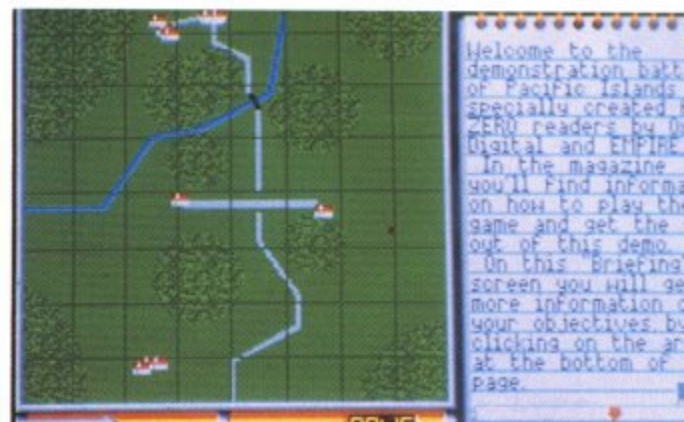 Welcome to the
demonstration batt
of Pacific Islands
specially created f
ZERO readers by O
Digital and EMPIRE
In the magazine
you'll find informa
on how to play the
game and get the
out of this demo.
On this "Briefing"
screen you will ge
more information o
your objectives by
clicking on the ar
at the bottom of
page.